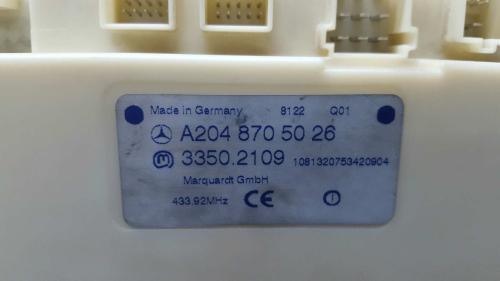 Made in Germany 8122 Q01
A204 870 50 26
3350.2109 1081320753420904
Marquardt GmbH
433.92MHz CE